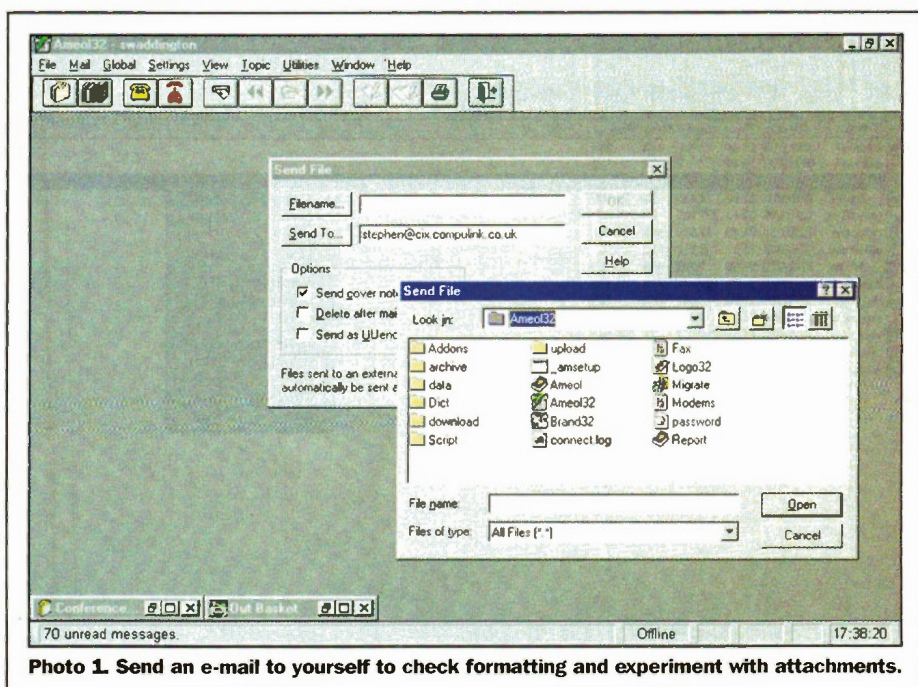 Ameol32 - swaddington
File Mail Global Settings View Topic Utilities Window Help
Send File
Filename...
Send To... stephen@cix.compulink.co.uk
OK
Cancel
Help
Options
Send cover not
Delete after mai
Send as UUenc
Files sent to an externa
automatically be sent a
Send File
Look in: Ameol32
Addons upload Fax
archive _amsetup Logo32
data Ameol Migrate
Dict Ameol32 Modems
download Brand32 password
Script connect.log Report
File name: Open
Files of type: All Files (*.*) Cancel
Conference... Out Basket
70 unread messages. Offline 17:38:20
Photo 1. Send an e-mail to yourself to check formatting and experiment with attachments.